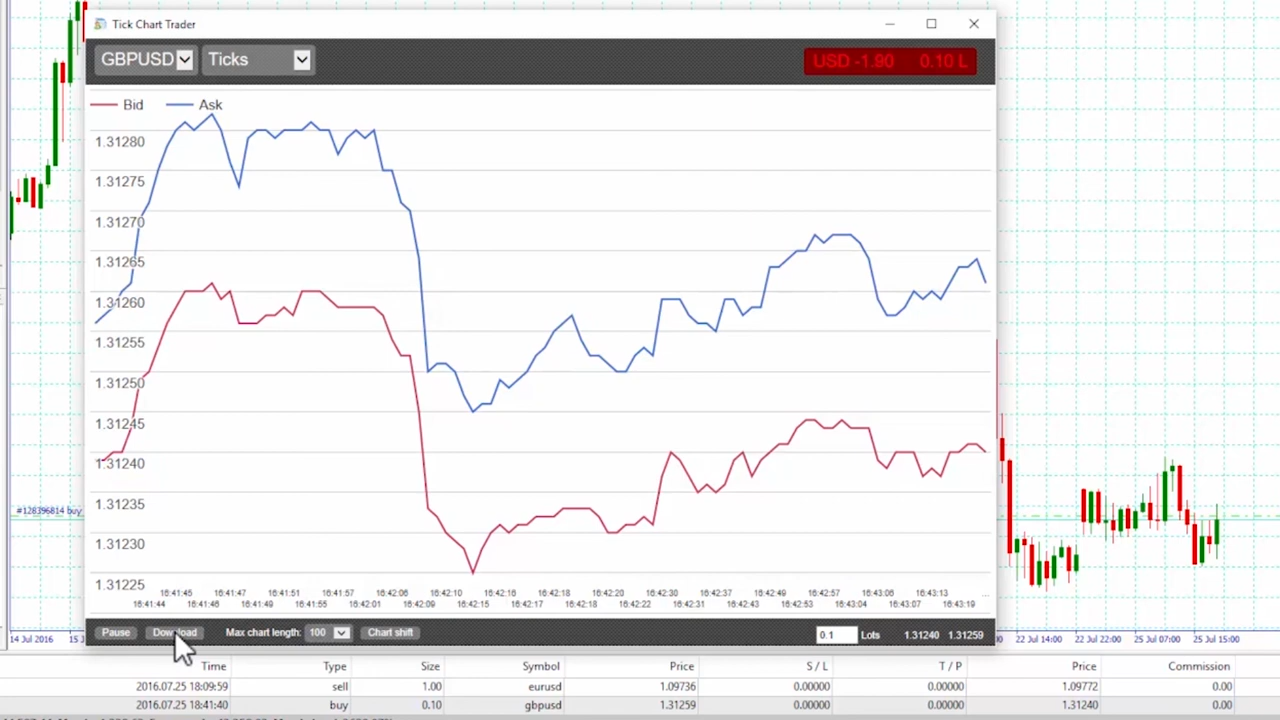 Tick Chart Trader
GBPUSD Ticks USD -1.90 0.10 L
Bid Ask
1.31280
1.31275
1.31270
1.31265
1.31260
1.31255
1.31250
1.31245
1.31240
1.31235
1.31230
1.31225
#128396814 buy
16:41:45 16:41:47 16:41:51 16:41:57 16:42:06 16:42:10 16:42:16 16:42:18 16:42:20 16:42:30 16:42:37 16:42:49 16:42:57 16:43:06 16:43:13 ...
16:41:44 16:41:46 16:41:49 16:41:55 16:42:01 16:42:09 16:42:15 16:42:17 16:42:18 16:42:22 16:42:31 16:42:43 16:42:53 16:43:04 16:43:07 16:43:19
Pause Download Max chart length: 100 Chart shift 0.1 Lots 1.31240 1.31259
14 Jul 2016 22 Jul 14:00 22 Jul 22:00 25 Jul 07:00 25 Jul 15:00
Time Type Size Symbol Price S / L T / P Price Commission
2016.07.25 18:09:59 sell 1.00 eurusd 1.09736 0.00000 0.00000 1.09772 0.00
2016.07.25 18:41:40 buy 0.10 gbpusd 1.31259 0.00000 0.00000 1.31240 0.00